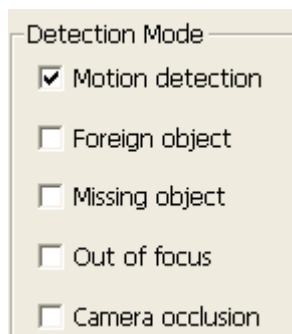 Detection Mode
Motion detection
Foreign object
Missing object
Out of focus
Camera occlusion